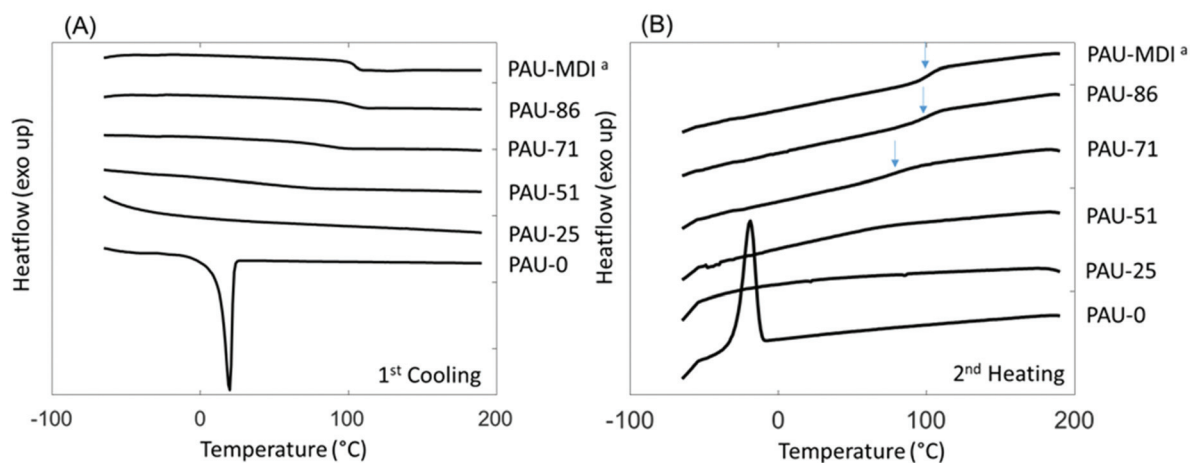 (A)
Heatflow (exo up)
PAU-MDI ᵃ
PAU-86
PAU-71
PAU-51
PAU-25
PAU-0
1ˢᵗ Cooling
-100 0 100 200
Temperature (°C)
(B)
Heatflow (exo up)
PAU-MDI ᵃ
PAU-86
PAU-71
PAU-51
PAU-25
PAU-0
2ⁿᵈ Heating
-100 0 100 200
Temperature (°C)